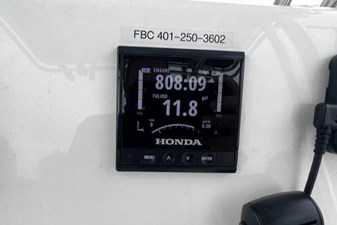 FBC 401-250-3602
808:09
11.8
HONDA
MENU
ENTER